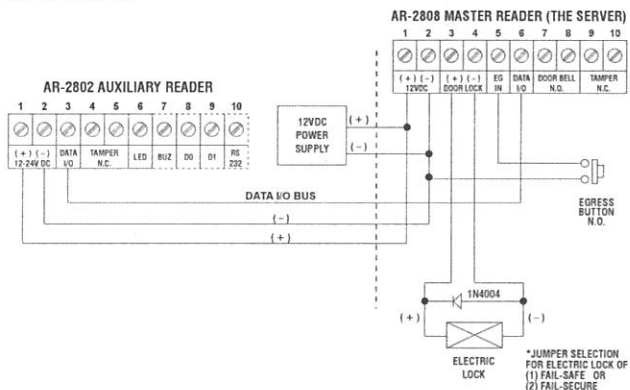 AR-2808 MASTER READER (THE SERVER)
1 2 3 4 5 6 7 8 9 10
(+) (-) (+) (-) EG DATA DOOR BELL TAMPER
12VDC DOOR LOCK IN I/O N.O. N.C.
AR-2802 AUXILIARY READER
1 2 3 4 5 6 7 8 9 10
(+) (-) DATA TAMPER LED BUZ D0 D1 RS
12-24V DC I/O N.C. 232
12VDC
POWER
SUPPLY
(+)
(-)
DATA I/O BUS
(-)
(+)
EGRESS
BUTTON
N.O.
1N4004
(+)
(-)
ELECTRIC
LOCK
*JUMPER SELECTION
FOR ELECTRIC LOCK OF
(1) FAIL-SAFE OR
(2) FAIL-SECURE